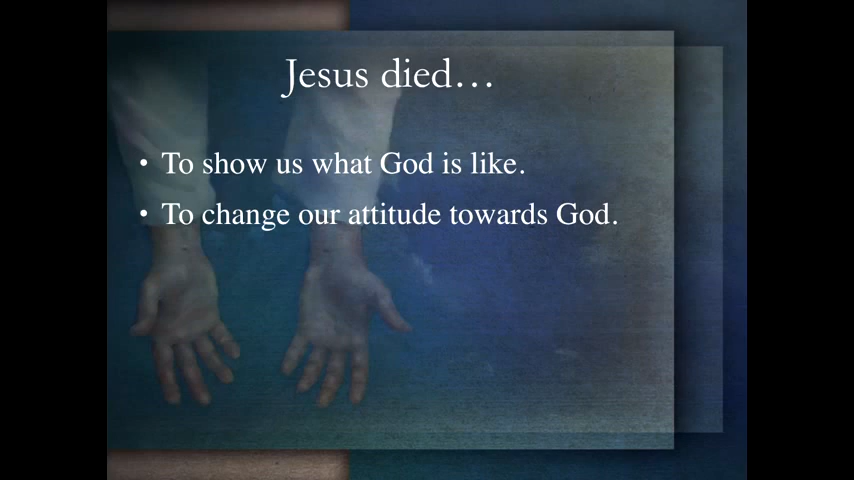 Jesus died…
• To show us what God is like.
• To change our attitude towards God.